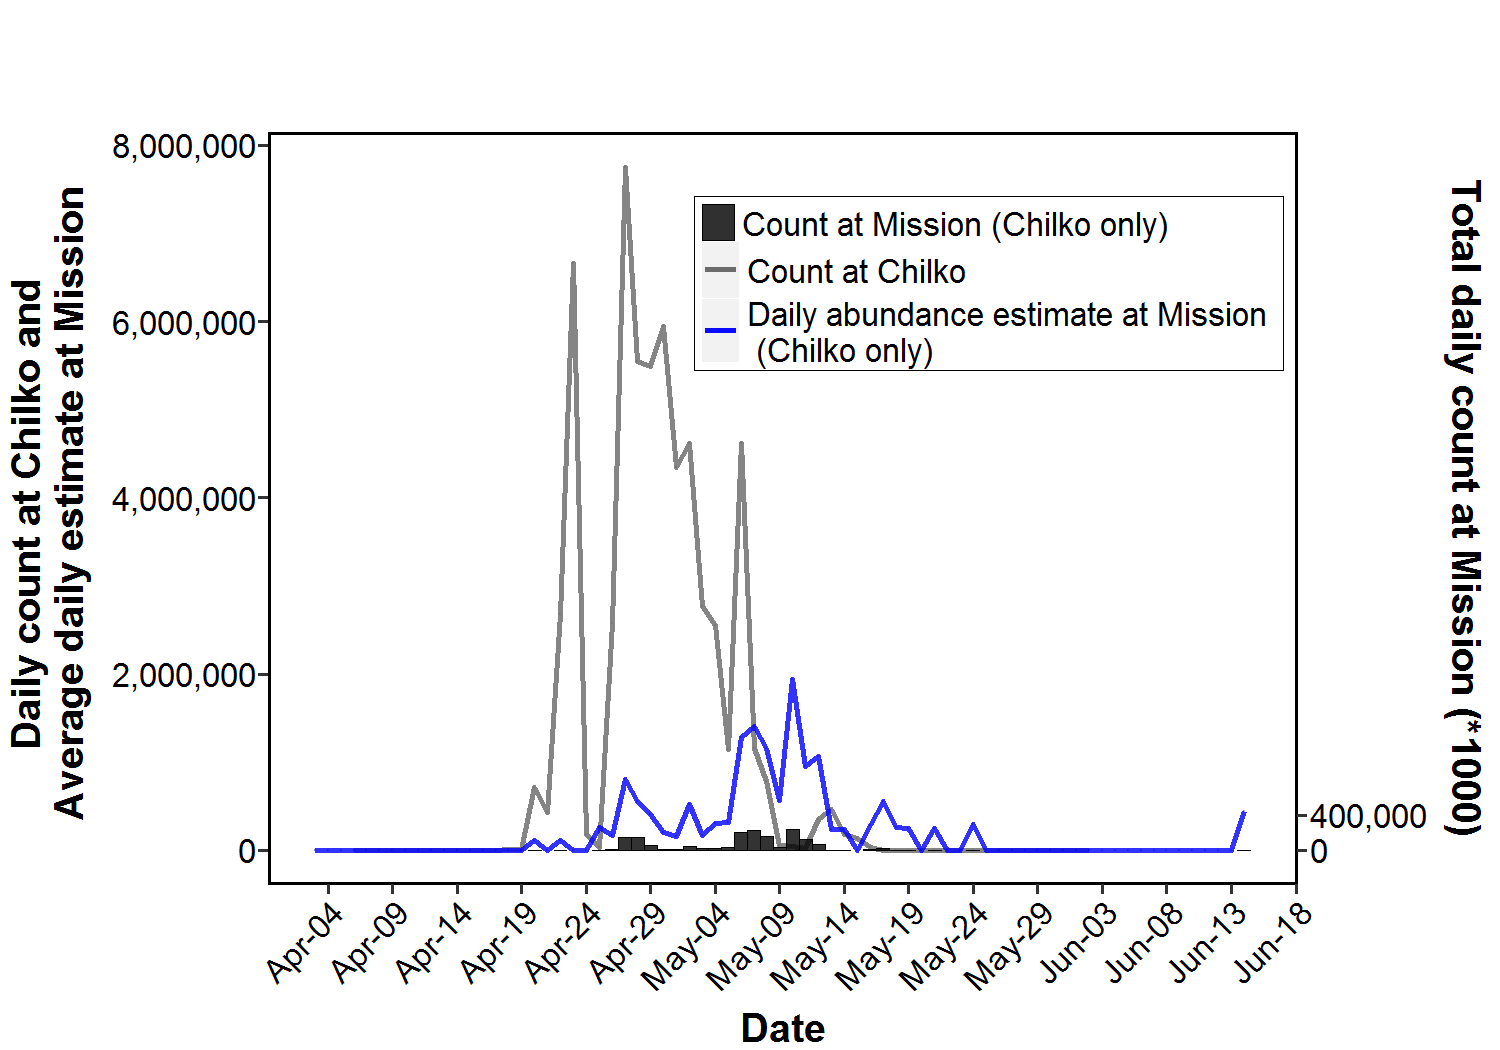 Daily count at Chilko and
Average daily estimate at Mission
8,000,000
6,000,000
4,000,000
2,000,000
0
Count at Mission (Chilko only)
Count at Chilko
Daily abundance estimate at Mission
(Chilko only)
400,000
0
Total daily count at Mission (*1000)
Apr-04
Apr-09
Apr-14
Apr-19
Apr-24
Apr-29
May-04
May-09
May-14
May-19
May-24
May-29
Jun-03
Jun-08
Jun-13
Jun-18
Date